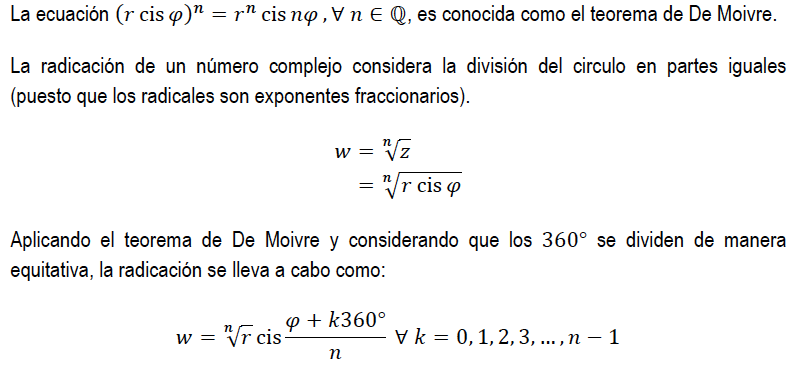 La ecuación (r cis φ)ⁿ = rⁿ cis nφ , ∀ n ∈ ℚ, es conocida como el teorema de De Moivre.
La radicación de un número complejo considera la división del circulo en partes iguales
(puesto que los radicales son exponentes fraccionarios).
w = ⁿ√z
= ⁿ√(r cis φ)
Aplicando el teorema de De Moivre y considerando que los 360° se dividen de manera
equitativa, la radicación se lleva a cabo como:
w = ⁿ√r cis (φ + k360°)/n ∀ k = 0, 1, 2, 3, … , n − 1